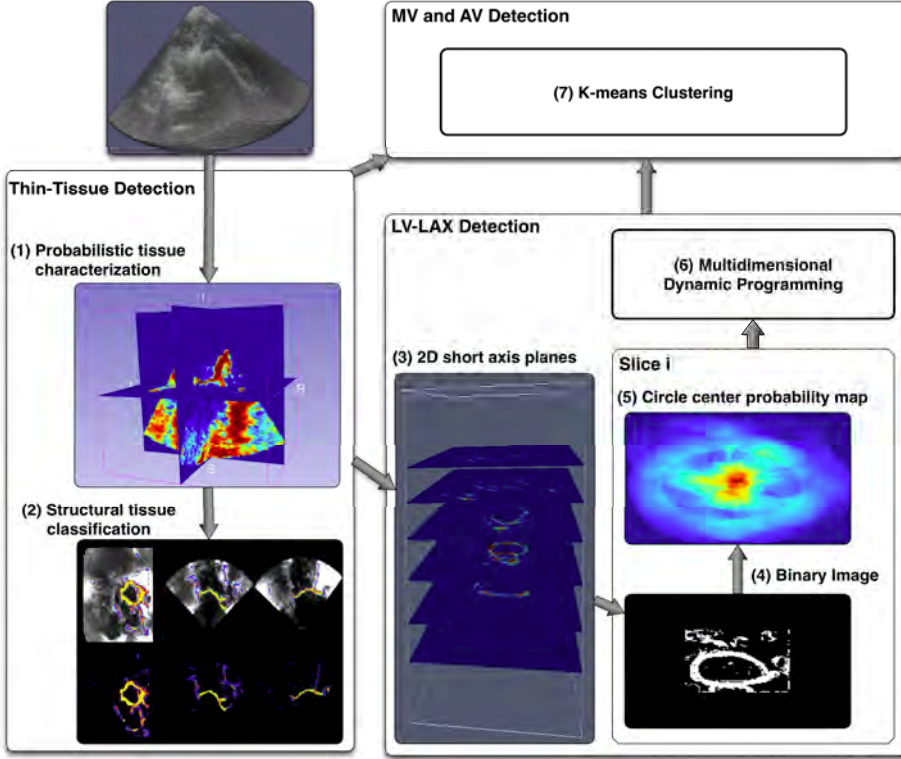 MV and AV Detection
(7) K-means Clustering
Thin-Tissue Detection
(1) Probabilistic tissue
characterization
(2) Structural tissue
classification
LV-LAX Detection
(3) 2D short axis planes
(6) Multidimensional
Dynamic Programming
Slice i
(5) Circle center probability map
(4) Binary Image